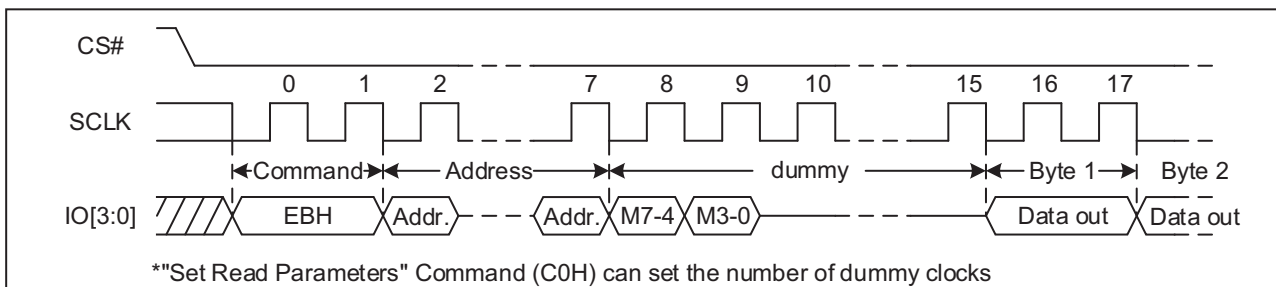 CS#
0 1 2 7 8 9 10 15 16 17
SCLK
Command Address dummy Byte 1 Byte 2
IO[3:0] EBH Addr. Addr. M7-4 M3-0 Data out Data out
*"Set Read Parameters" Command (C0H) can set the number of dummy clocks